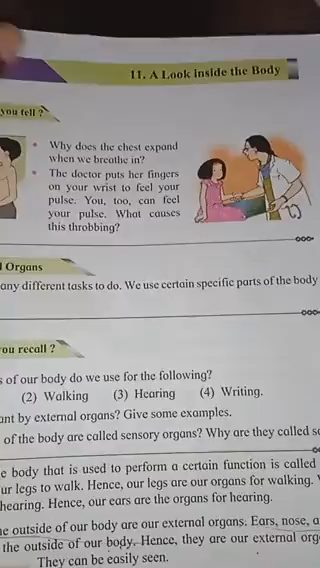 11. A Look inside the Body
you tell ?
Why does the chest expand
when we breathe in?
The doctor puts her fingers
on your wrist to feel your
pulse. You, too, can feel
your pulse. What causes
this throbbing?
Organs
any different tasks to do. We use certain specific parts of the body
ou recall ?
of our body do we use for the following?
(2) Walking (3) Hearing (4) Writing.
ant by external organs? Give some examples.
of the body are called sensory organs? Why are they called s
e body that is used to perform a certain function is called
ur legs to walk. Hence, our legs are our organs for walking.
hearing. Hence, our ears are the organs for hearing.
e outside of our body are our external organs. Ears, nose, a
the outside of our body. Hence, they are our external org
They can be easily seen.